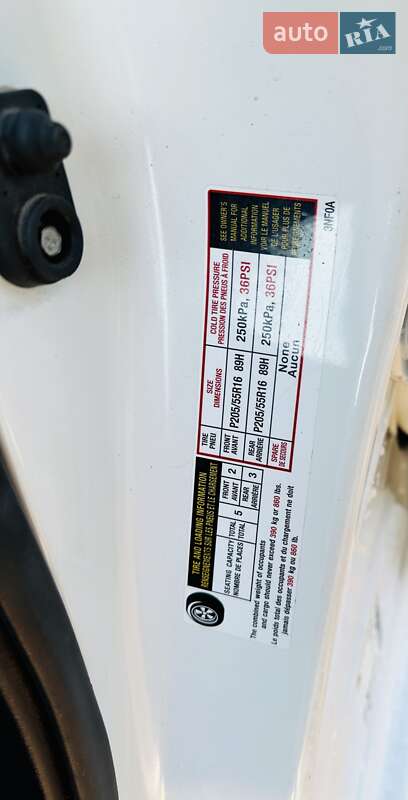 auto RIA
.com
TIRE AND LOADING INFORMATION
RENSEIGNEMENTS SUR LES PNEUS ET LE CHARGEMENT
SEATING CAPACITY TOTAL 5 FRONT 2 REAR 3
NOMBRE DE PLACES TOTAL AVANT ARRIÈRE
The combined weight of occupants
and cargo should never exceed 390 kg or 860 lbs.
Le poids total des occupants et du chargement ne doit
jamais dépasser 390 kg ou 860 lb.
TIRE SIZE COLD TIRE PRESSURE
PNEU DIMENSIONS PRESSION DES PNEUS À FROID
FRONT P205/55R16 89H 250kPa, 36PSI
AVANT
REAR P205/55R16 89H 250kPa, 36PSI
ARRIÈRE
SPARE None
DE SECOURS Aucun
SEE OWNER'S
MANUAL FOR
ADDITIONAL
INFORMATION
VOIR LE MANUEL
DE L'USAGER
POUR PLUS DE
RENSEIGNEMENTS
3NF0A